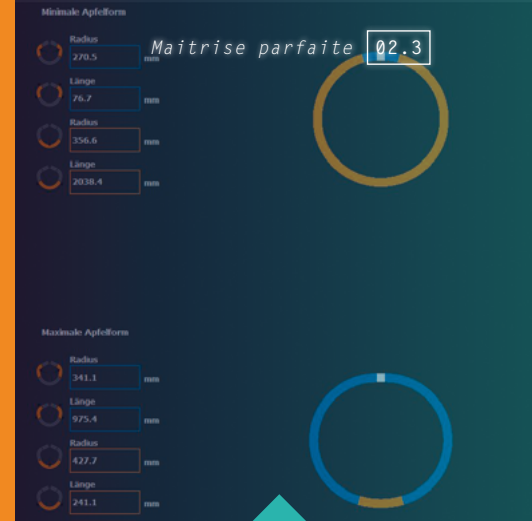 Minimale Apfelform
Maitrise parfaite 02.3
Radius
270.5 mm
Länge
76.7
Radius
356.6 mm
Länge
2038.4 mm
Maximale Apfelform
Radius
341.1 mm
Länge
975.4 mm
Radius
427.7 mm
Länge
241.1 mm